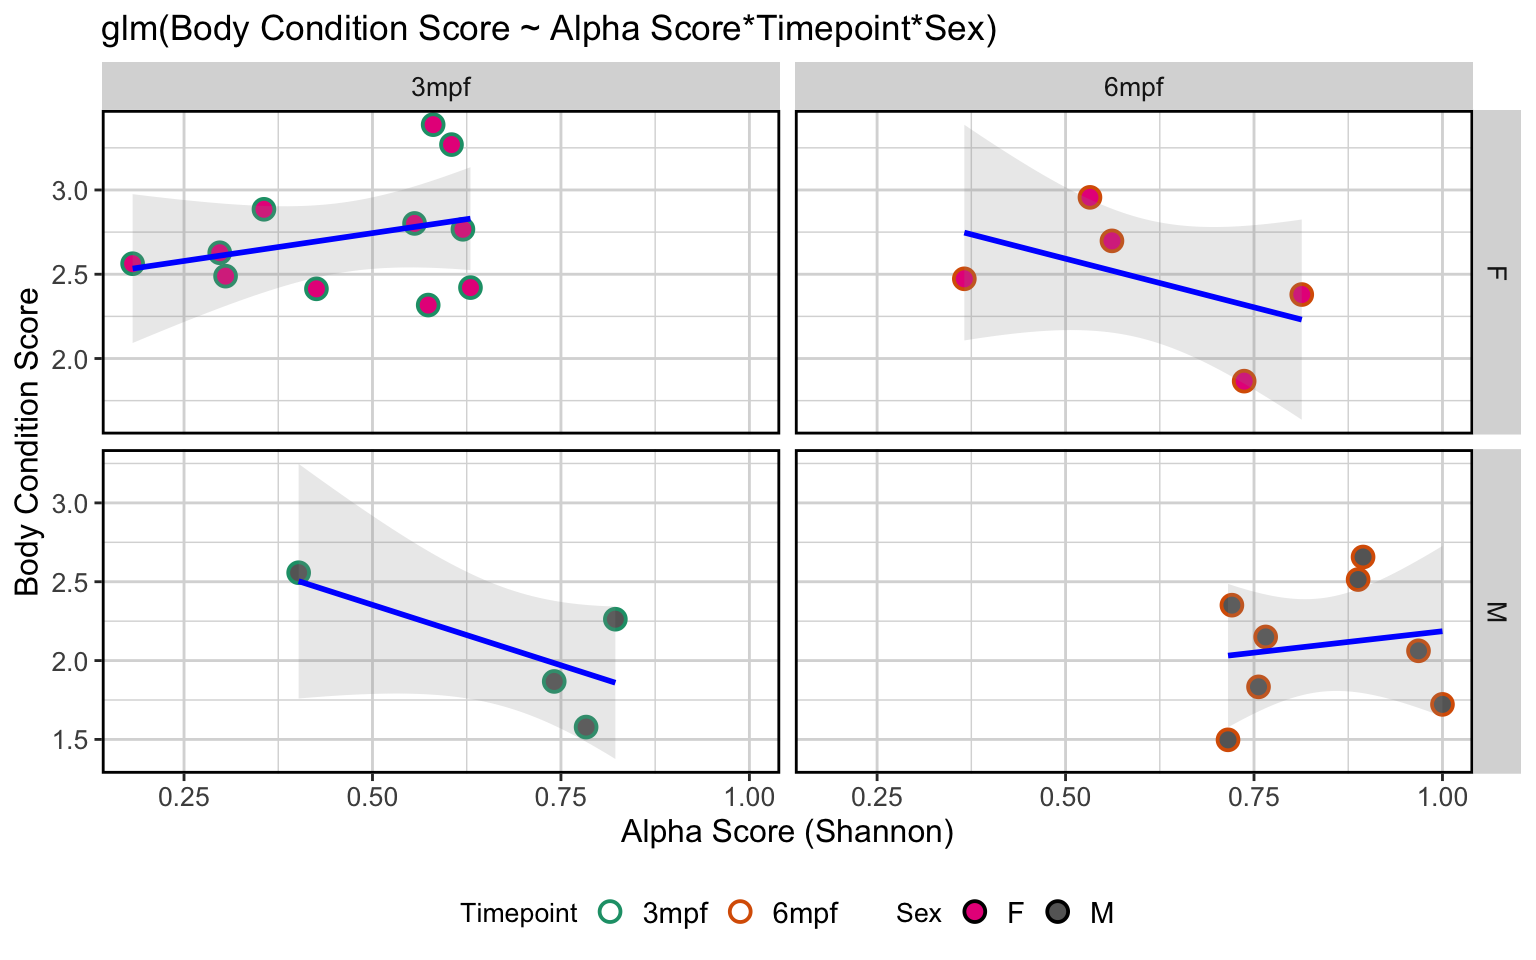 glm(Body Condition Score ~ Alpha Score*Timepoint*Sex)
3mpf
6mpf
Body Condition Score
3.0
2.5
2.0
F
3.0
2.5
2.0
1.5
M
0.25 0.50 0.75 1.00 0.25 0.50 0.75 1.00
Alpha Score (Shannon)
Timepoint 3mpf 6mpf Sex F M